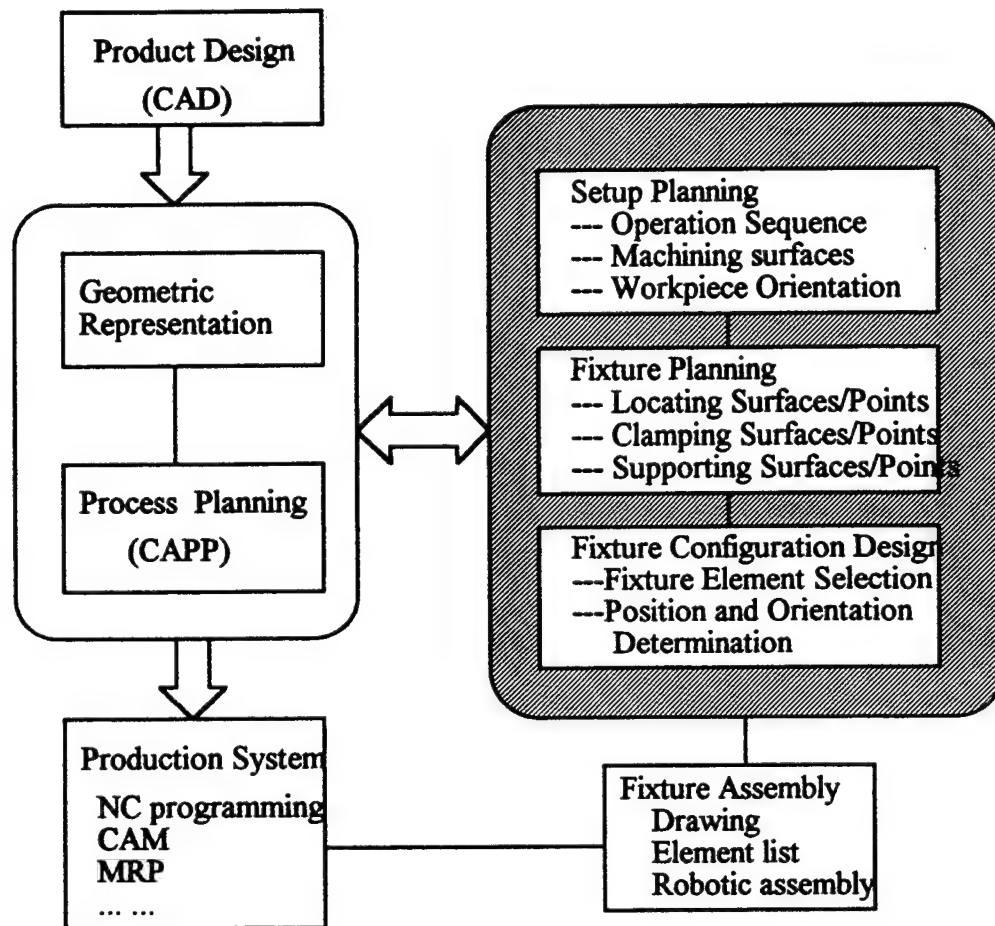 Product Design
(CAD)
Geometric
Representation
Process Planning
(CAPP)
Production System
NC programming
CAM
MRP
... ...
Setup Planning
--- Operation Sequence
--- Machining surfaces
--- Workpiece Orientation
Fixture Planning
--- Locating Surfaces/Points
--- Clamping Surfaces/Points
--- Supporting Surfaces/Points
Fixture Configuration Design
---Fixture Element Selection
---Position and Orientation
Determination
Fixture Assembly
Drawing
Element list
Robotic assembly